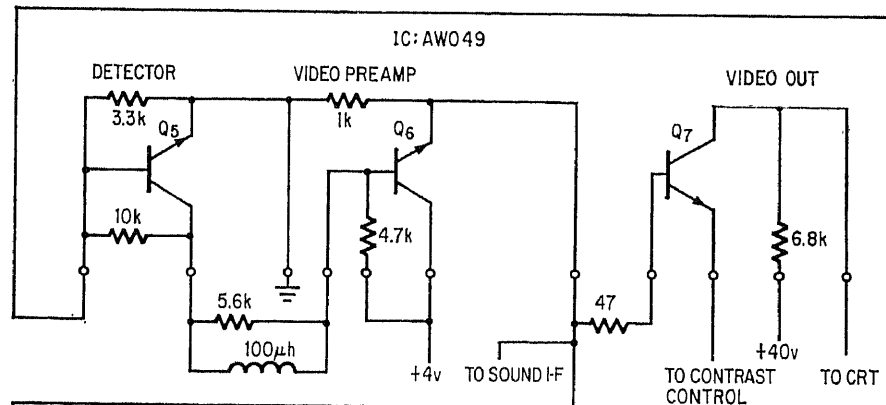 IC: AW049
DETECTOR
VIDEO PREAMP
VIDEO OUT
3.3k
1k
Q5
Q6
Q7
10k
4.7k
6.8k
5.6k
47
100μh
+4v
TO SOUND I-F
+40v
TO CONTRAST
CONTROL
TO CRT